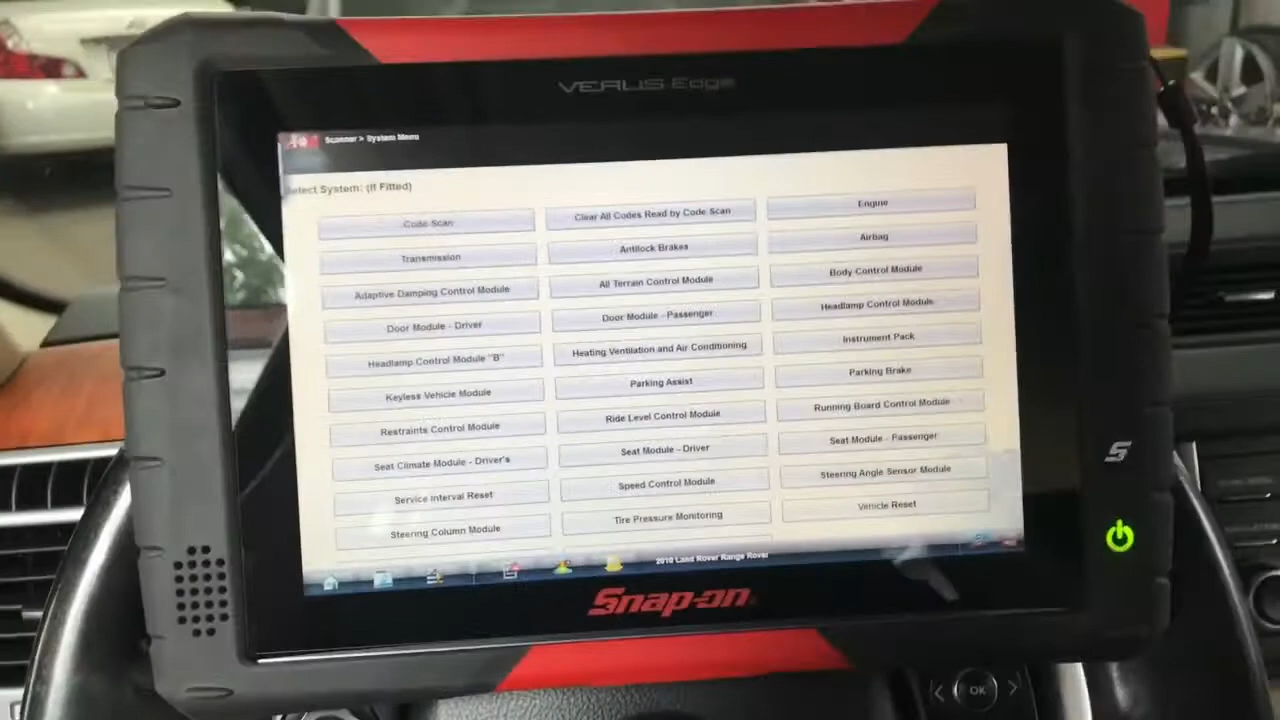 VERUS Edge
Scanner > System Menu
Select System: (If Fitted)
Code Scan
Clear All Codes Read by Code Scan
Engine
Transmission
Antilock Brakes
Airbag
Adaptive Damping Control Module
All Terrain Control Module
Body Control Module
Door Module - Driver
Door Module - Passenger
Headlamp Control Module
Headlamp Control Module "B"
Heating Ventilation and Air Conditioning
Instrument Pack
Keyless Vehicle Module
Parking Assist
Parking Brake
Restraints Control Module
Ride Level Control Module
Running Board Control Module
Seat Climate Module - Driver's
Seat Module - Driver
Seat Module - Passenger
Service Interval Reset
Speed Control Module
Steering Angle Sensor Module
Steering Column Module
Tire Pressure Monitoring
Vehicle Reset
2010 Land Rover Range Rover
Snap-on
S
OK